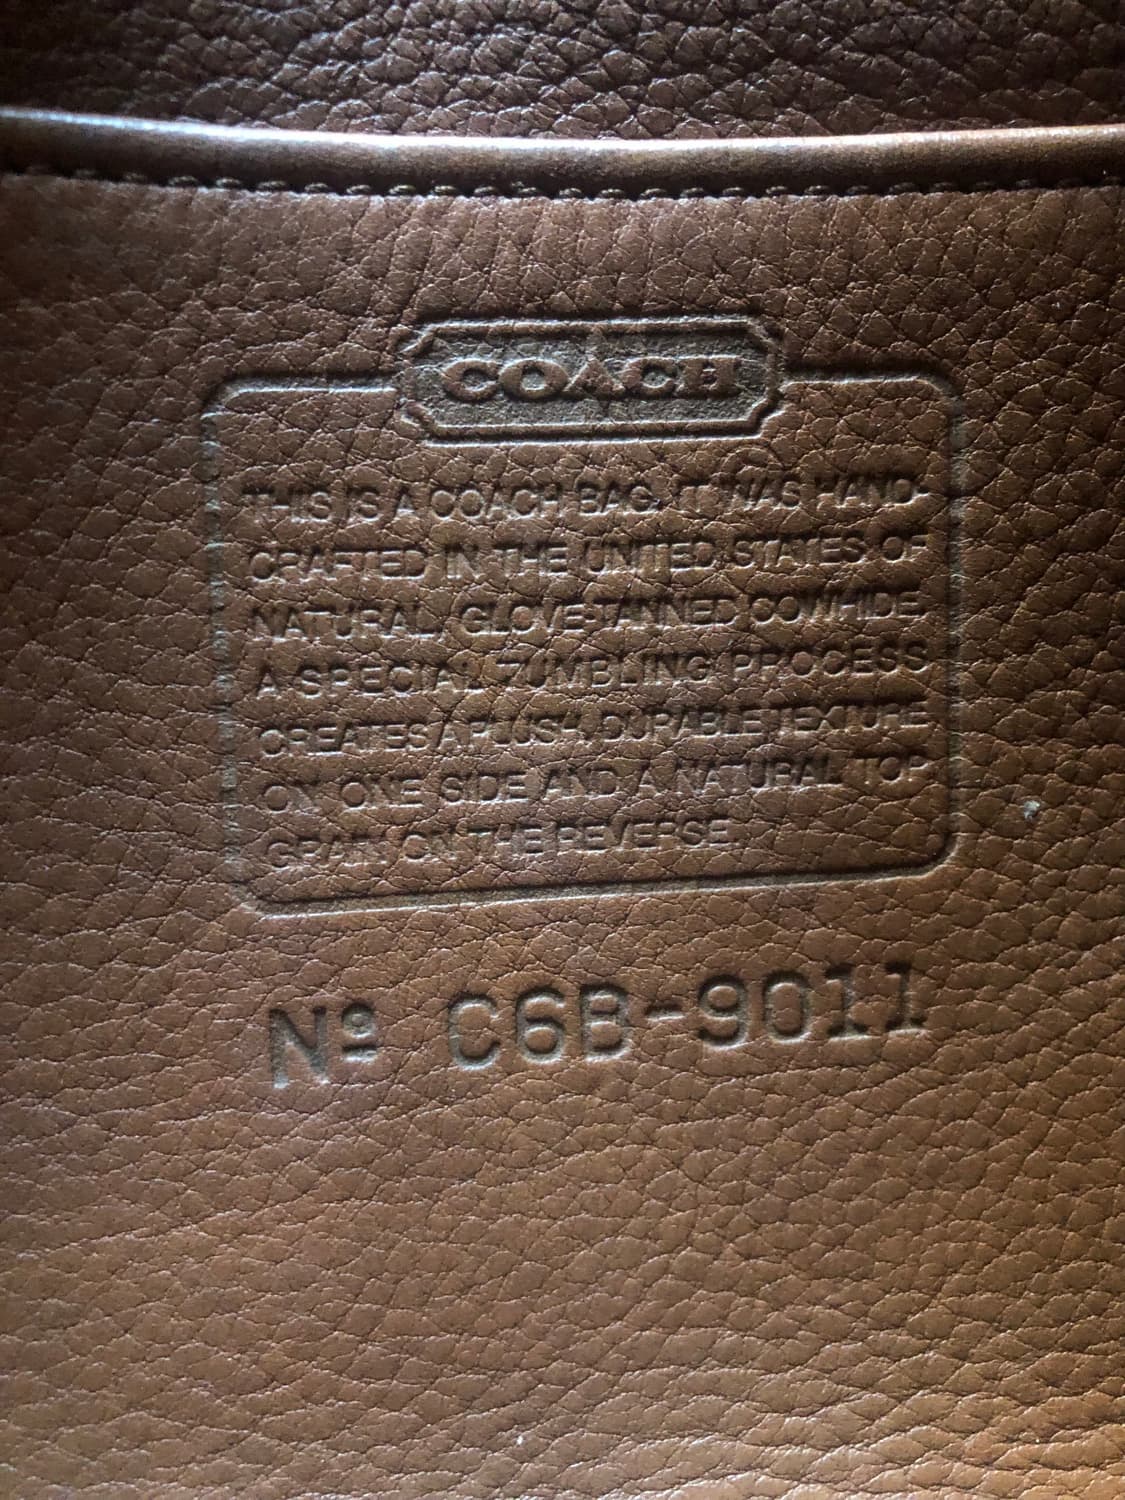 COACH
THIS IS A COACH BAG. IT WAS HAND-
CRAFTED IN THE UNITED STATES OF
NATURAL, GLOVE-TANNED COWHIDE.
A SPECIAL TUMBLING PROCESS
CREATES A PLUSH, DURABLE TEXTURE
ON ONE SIDE AND A NATURAL TOP
GRAIN ON THE REVERSE.
Nº C6B-9011